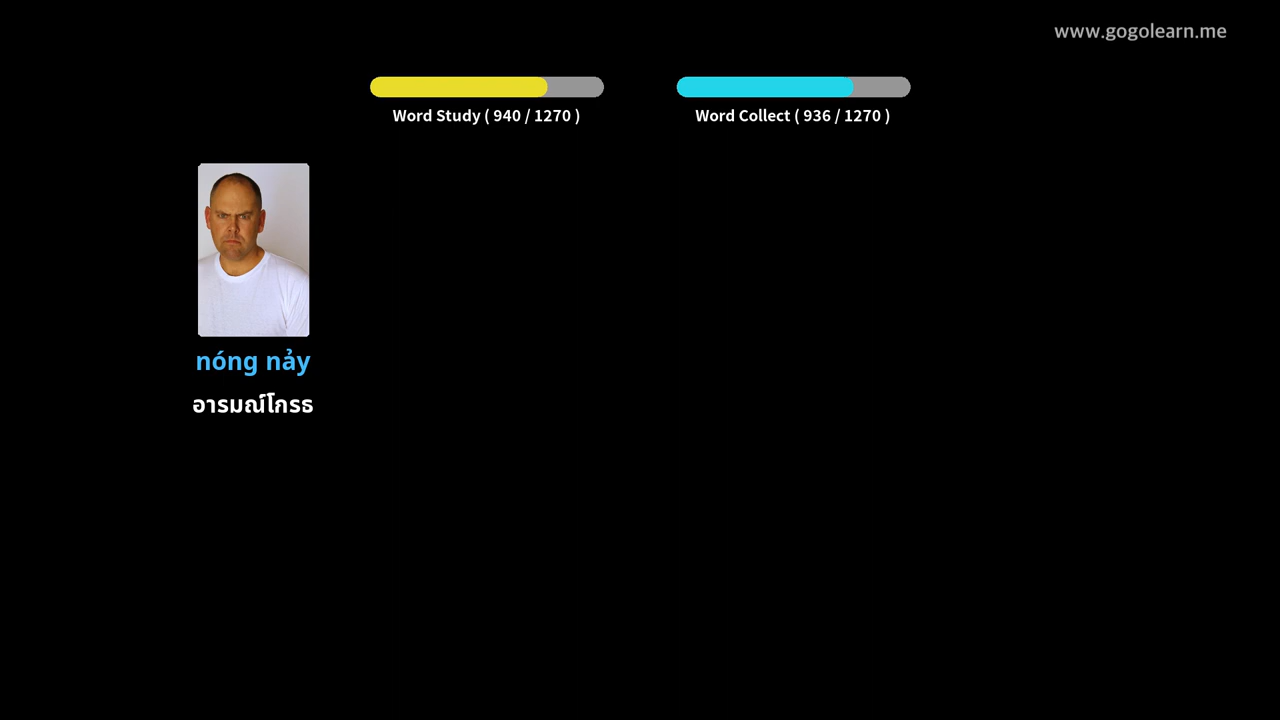 www.gogolearn.me
Word Study ( 940 / 1270 )
Word Collect ( 936 / 1270 )
nóng nảy
อารมณ์โกรธ